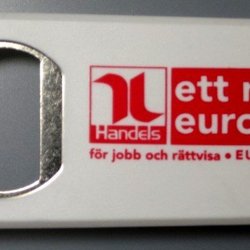 Handels
ett
euro
för jobb och rättvisa • EU